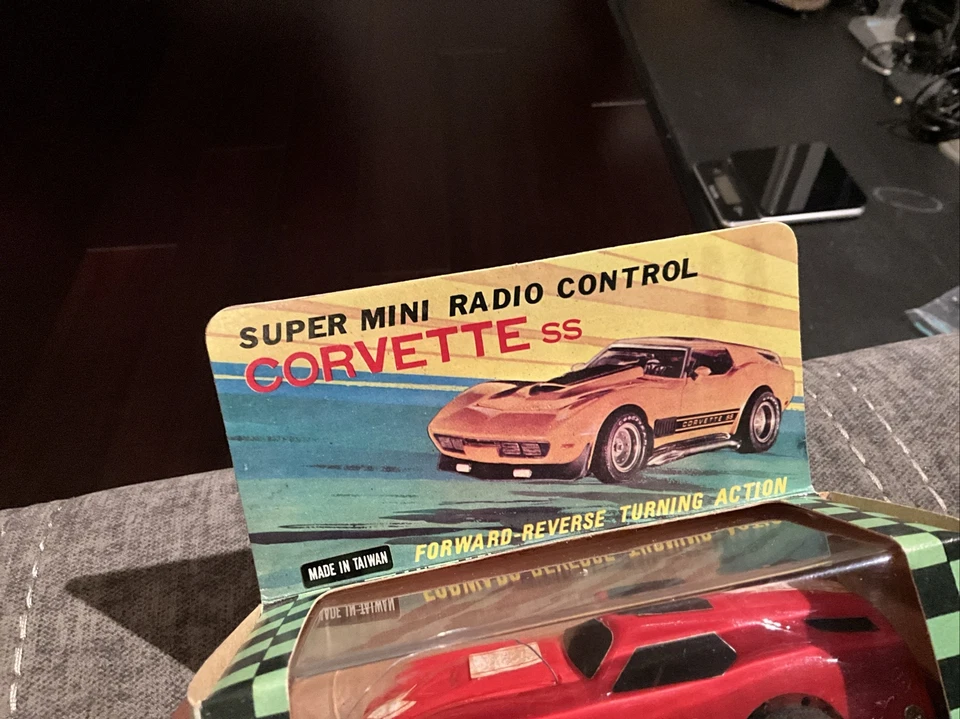 SUPER MINI RADIO CONTROL
CORVETTE SS
CORVETTE SS
FORWARD-REVERSE TURNING ACTION
MADE IN TAIWAN